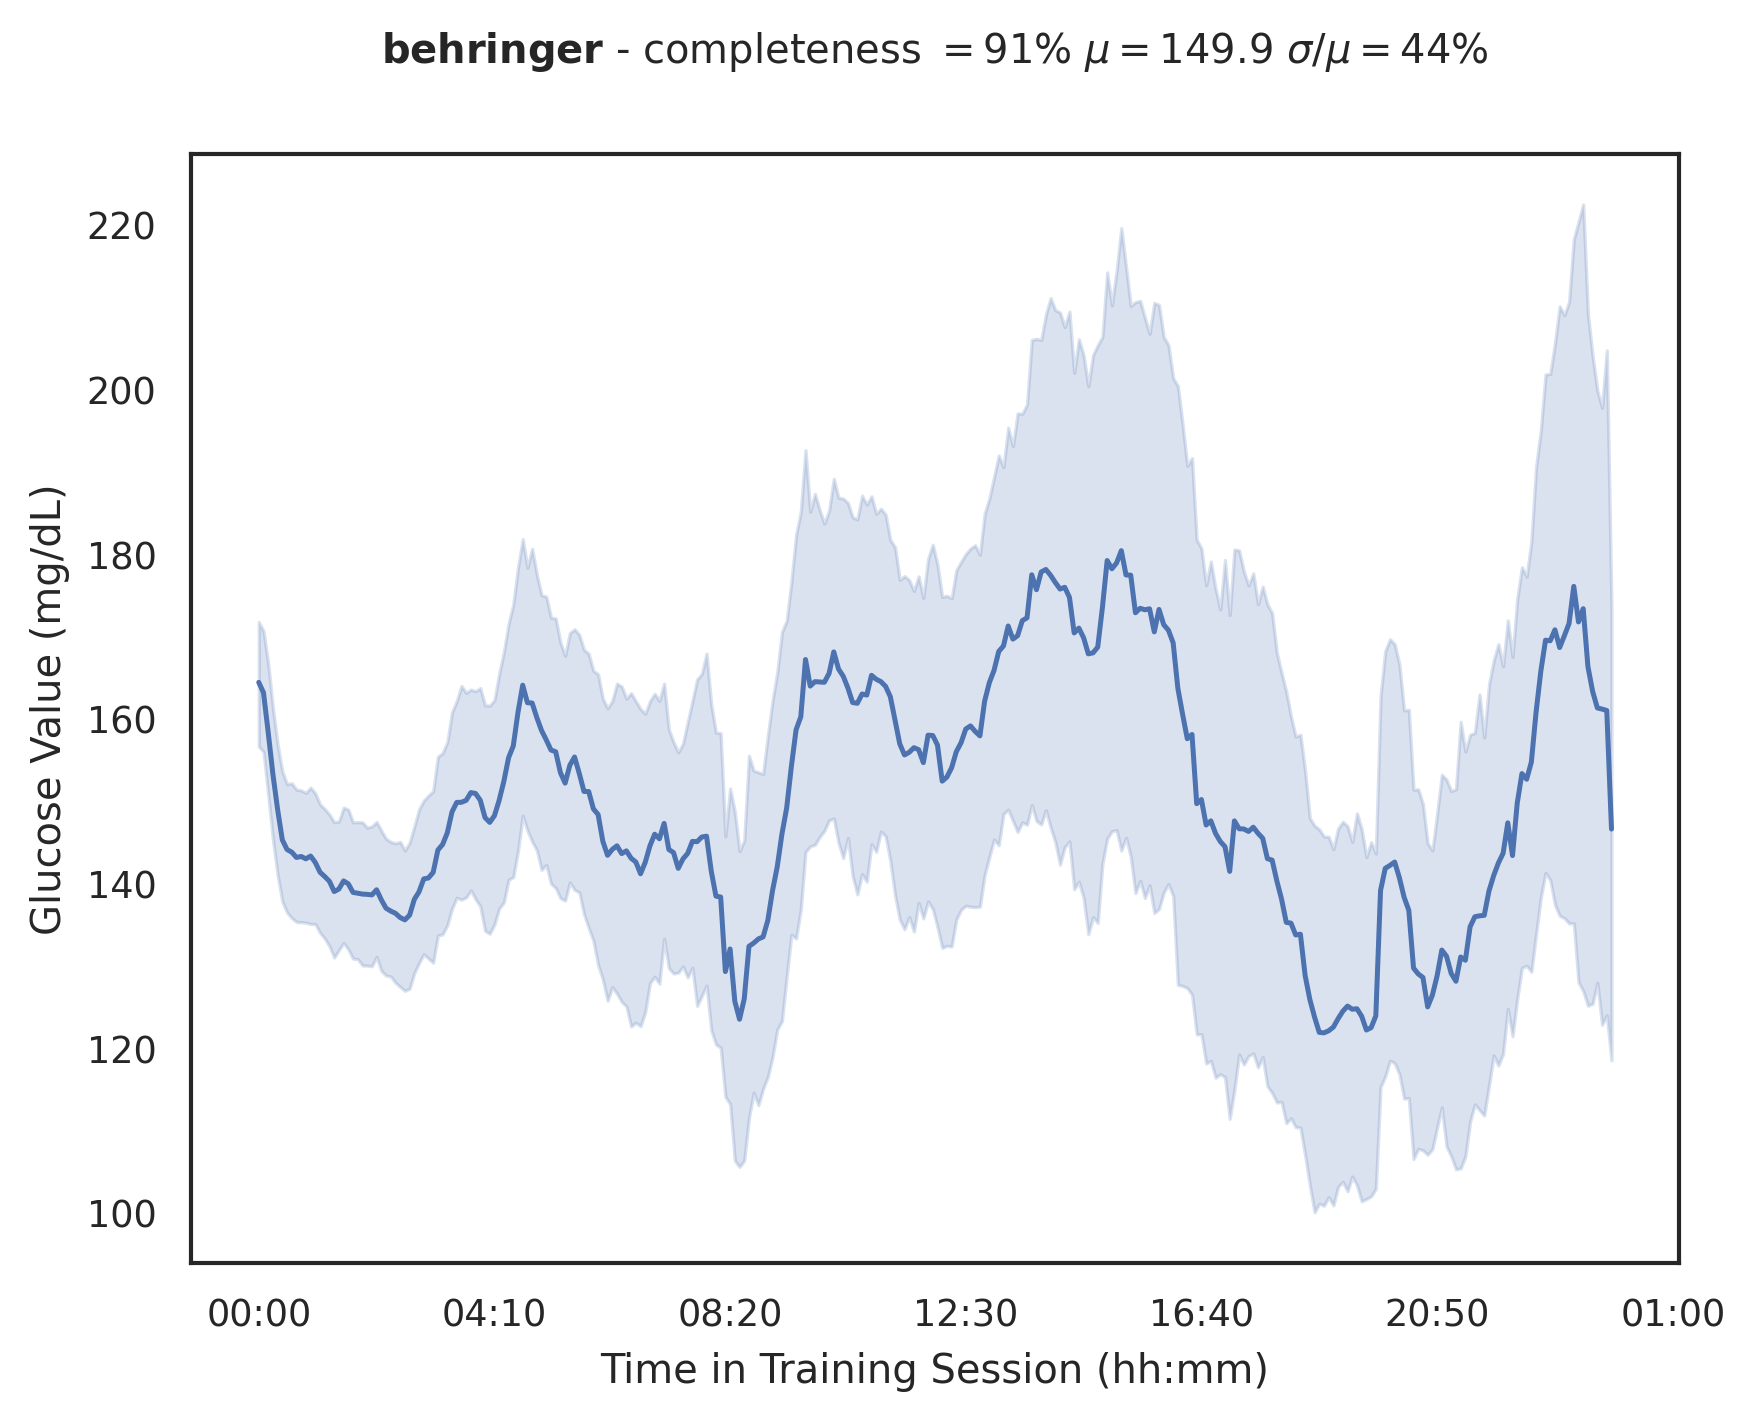 behringer - completeness = 91% μ = 149.9 σ/μ = 44%
220
200
180
160
140
120
100
Glucose Value (mg/dL)
00:00 04:10 08:20 12:30 16:40 20:50 01:00
Time in Training Session (hh:mm)